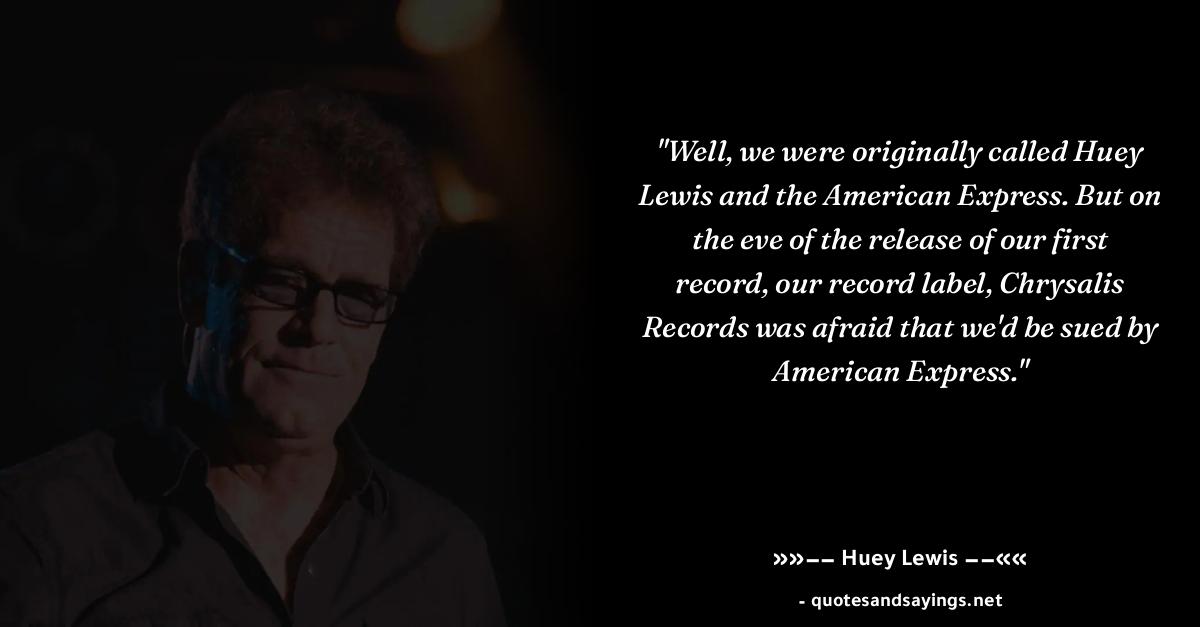 "Well, we were originally called Huey
Lewis and the American Express. But on
the eve of the release of our first
record, our record label, Chrysalis
Records was afraid that we'd be sued by
American Express."
»»–– Huey Lewis ––««
- quotesandsayings.net